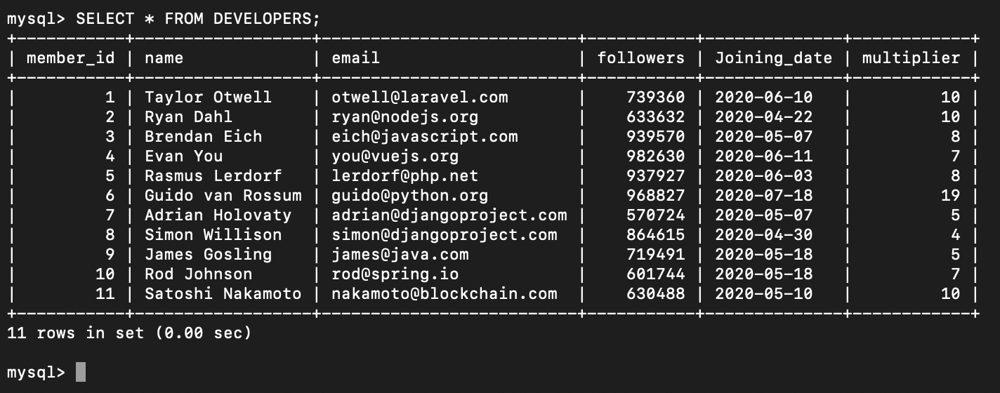 mysql> SELECT * FROM DEVELOPERS;
+-----------+------------------+--------------------------+-----------+--------------+------------+
| member_id | name             | email                    | followers | Joining_date | multiplier |
+-----------+------------------+--------------------------+-----------+--------------+------------+
|         1 | Taylor Otwell    | otwell@laravel.com       |    739360 | 2020-06-10   |         10 |
|         2 | Ryan Dahl        | ryan@nodejs.org          |    633632 | 2020-04-22   |         10 |
|         3 | Brendan Eich     | eich@javascript.com      |    939570 | 2020-05-07   |          8 |
|         4 | Evan You         | you@vuejs.org            |    982630 | 2020-06-11   |          7 |
|         5 | Rasmus Lerdorf   | lerdorf@php.net          |    937927 | 2020-06-03   |          8 |
|         6 | Guido van Rossum | guido@python.org         |    968827 | 2020-07-18   |         19 |
|         7 | Adrian Holovaty  | adrian@djangoproject.com |    570724 | 2020-05-07   |          5 |
|         8 | Simon Willison   | simon@djangoproject.com  |    864615 | 2020-04-30   |          4 |
|         9 | James Gosling    | james@java.com           |    719491 | 2020-05-18   |          5 |
|        10 | Rod Johnson      | rod@spring.io            |    601744 | 2020-05-18   |          7 |
|        11 | Satoshi Nakamoto | nakamoto@blockchain.com  |    630488 | 2020-05-10   |         10 |
+-----------+------------------+--------------------------+-----------+--------------+------------+
11 rows in set (0.00 sec)
mysql>